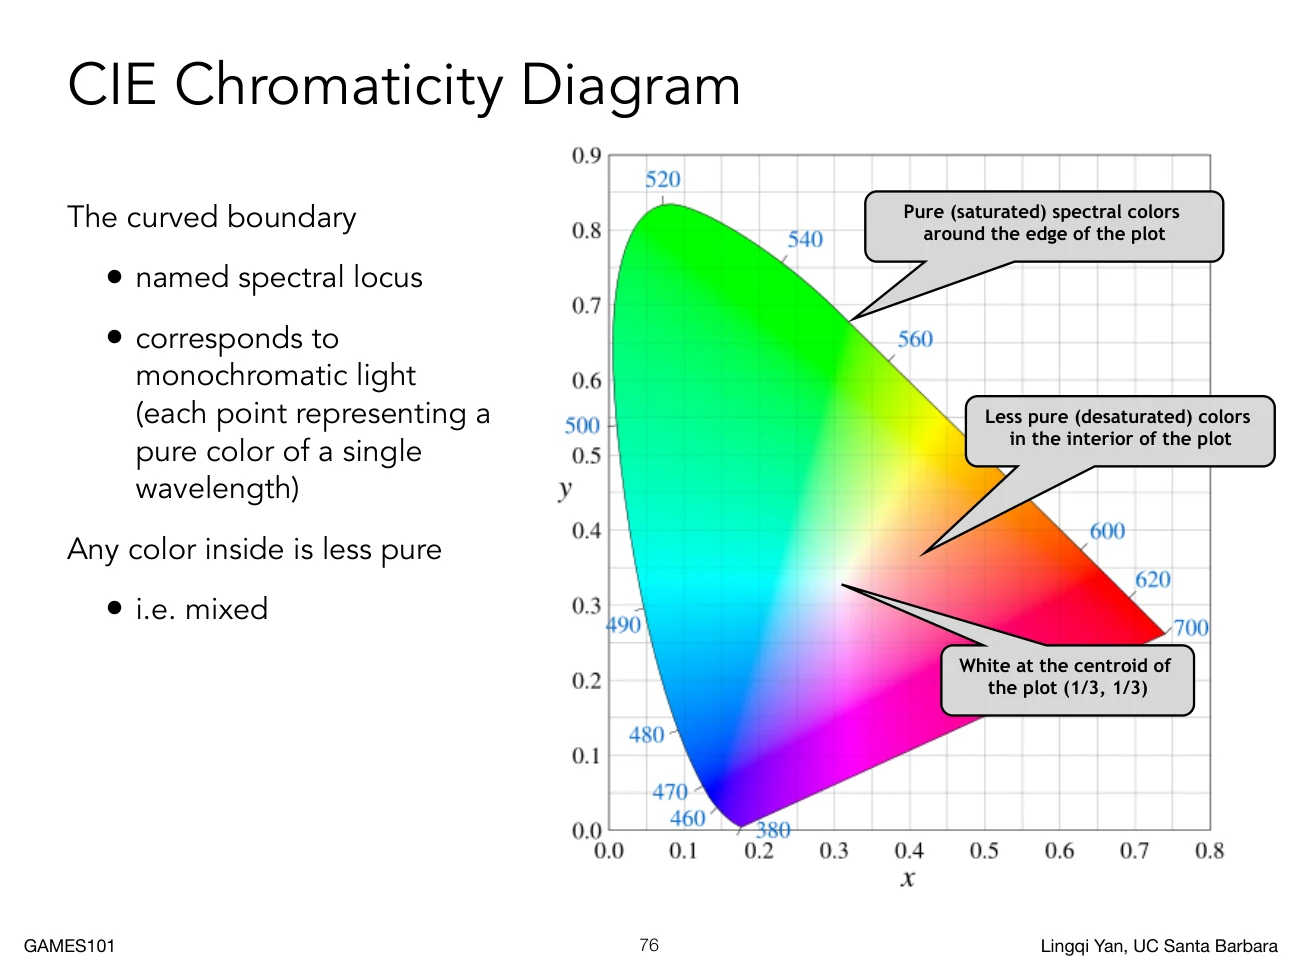 CIE Chromaticity Diagram
The curved boundary
• named spectral locus
• corresponds to
monochromatic light
(each point representing a
pure color of a single
wavelength)
Any color inside is less pure
• i.e. mixed
0.9
0.8
0.7
0.6
0.5
0.4
0.3
0.2
0.1
0.0
y
0.0 0.1 0.2 0.3 0.4 0.5 0.6 0.7 0.8
x
520
540
560
500
600
620
490
700
480
470
460
380
Pure (saturated) spectral colors
around the edge of the plot
Less pure (desaturated) colors
in the interior of the plot
White at the centroid of
the plot (1/3, 1/3)
GAMES101
76
Lingqi Yan, UC Santa Barbara